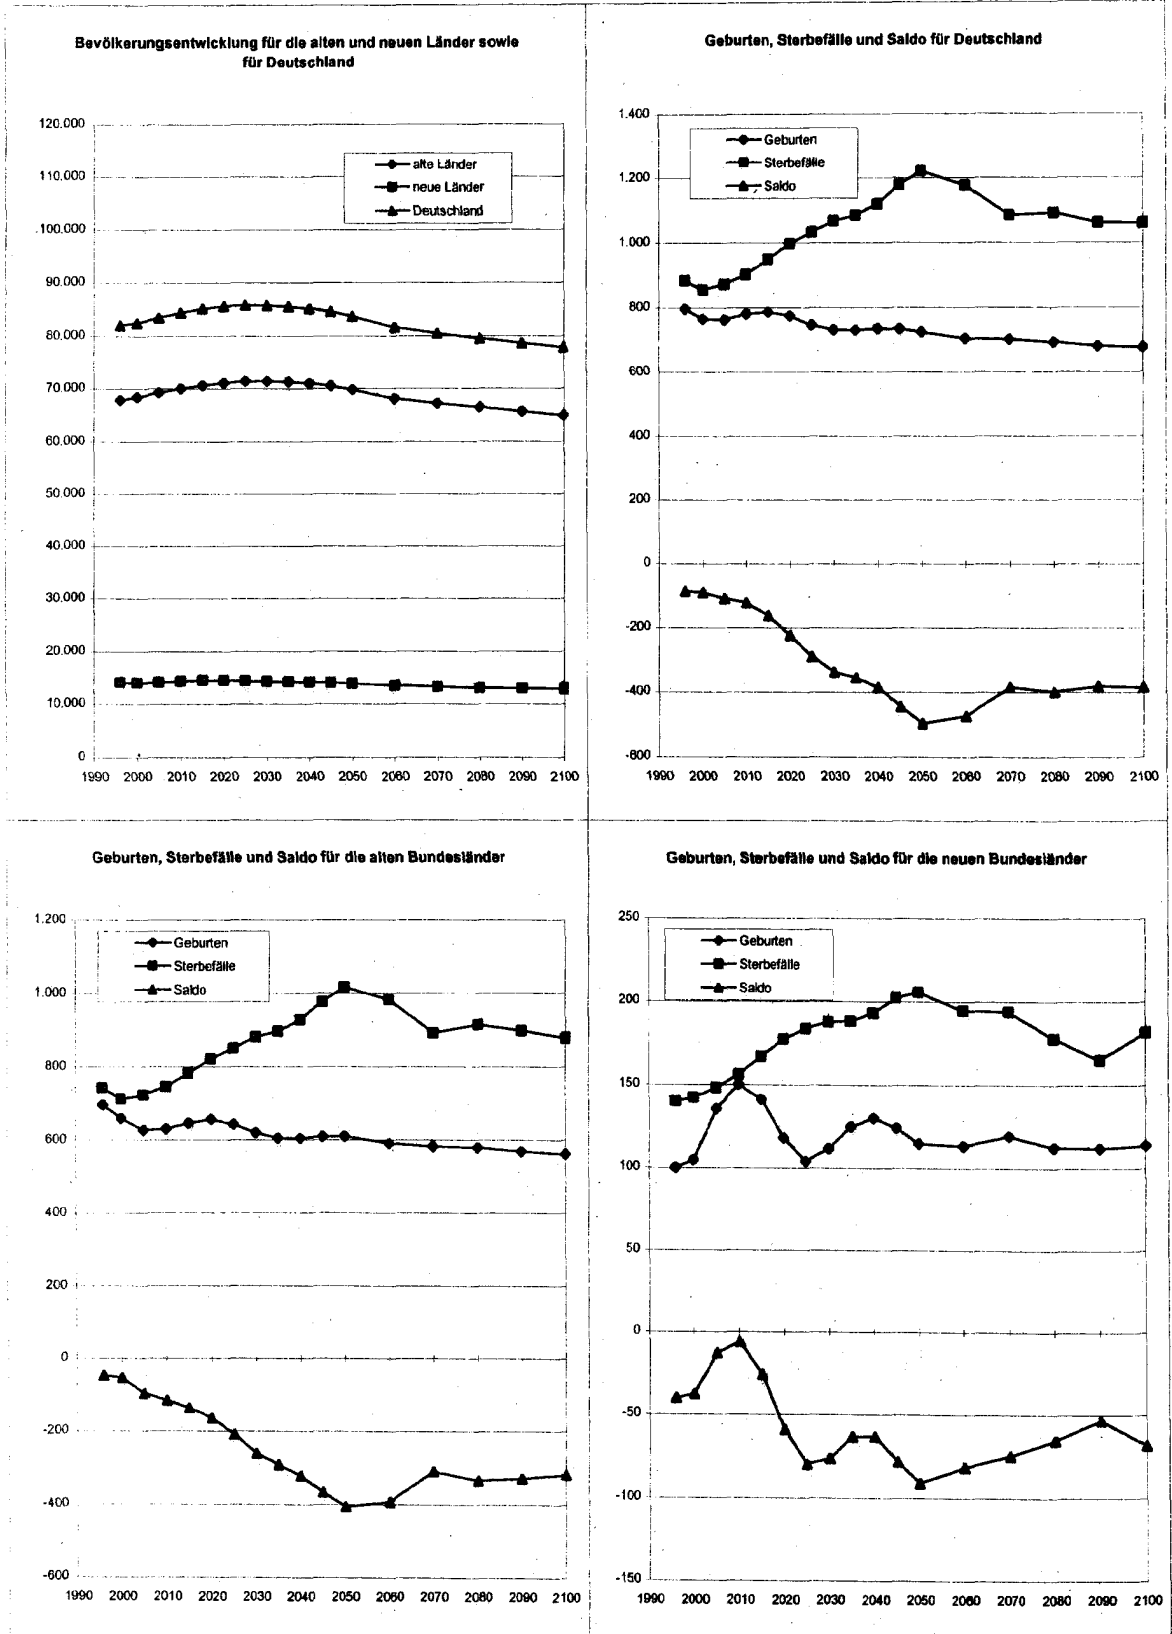 Bevölkerungsentwicklung für die alten und neuen Länder sowie
für Deutschland
120.000
110.000
100.000
90.000
80.000
70.000
60.000
50.000
40.000
30.000
20.000
10.000
0
alte Länder
neue Länder
Deutschland
1990 2000 2010 2020 2030 2040 2050 2060 2070 2080 2090 2100
Geburten, Sterbefälle und Saldo für Deutschland
1.400
1.200
1.000
800
600
400
200
0
-200
-400
-600
Geburten
Sterbefälle
Saldo
1990 2000 2010 2020 2030 2040 2050 2060 2070 2080 2090 2100
Geburten, Sterbefälle und Saldo für die alten Bundesländer
1.200
1.000
800
600
400
200
0
-200
-400
-600
Geburten
Sterbefälle
Saldo
1990 2000 2010 2020 2030 2040 2050 2060 2070 2080 2090 2100
Geburten, Sterbefälle und Saldo für die neuen Bundesländer
250
200
150
100
50
0
-50
-100
-150
Geburten
Sterbefälle
Saldo
1990 2000 2010 2020 2030 2040 2050 2060 2070 2080 2090 2100